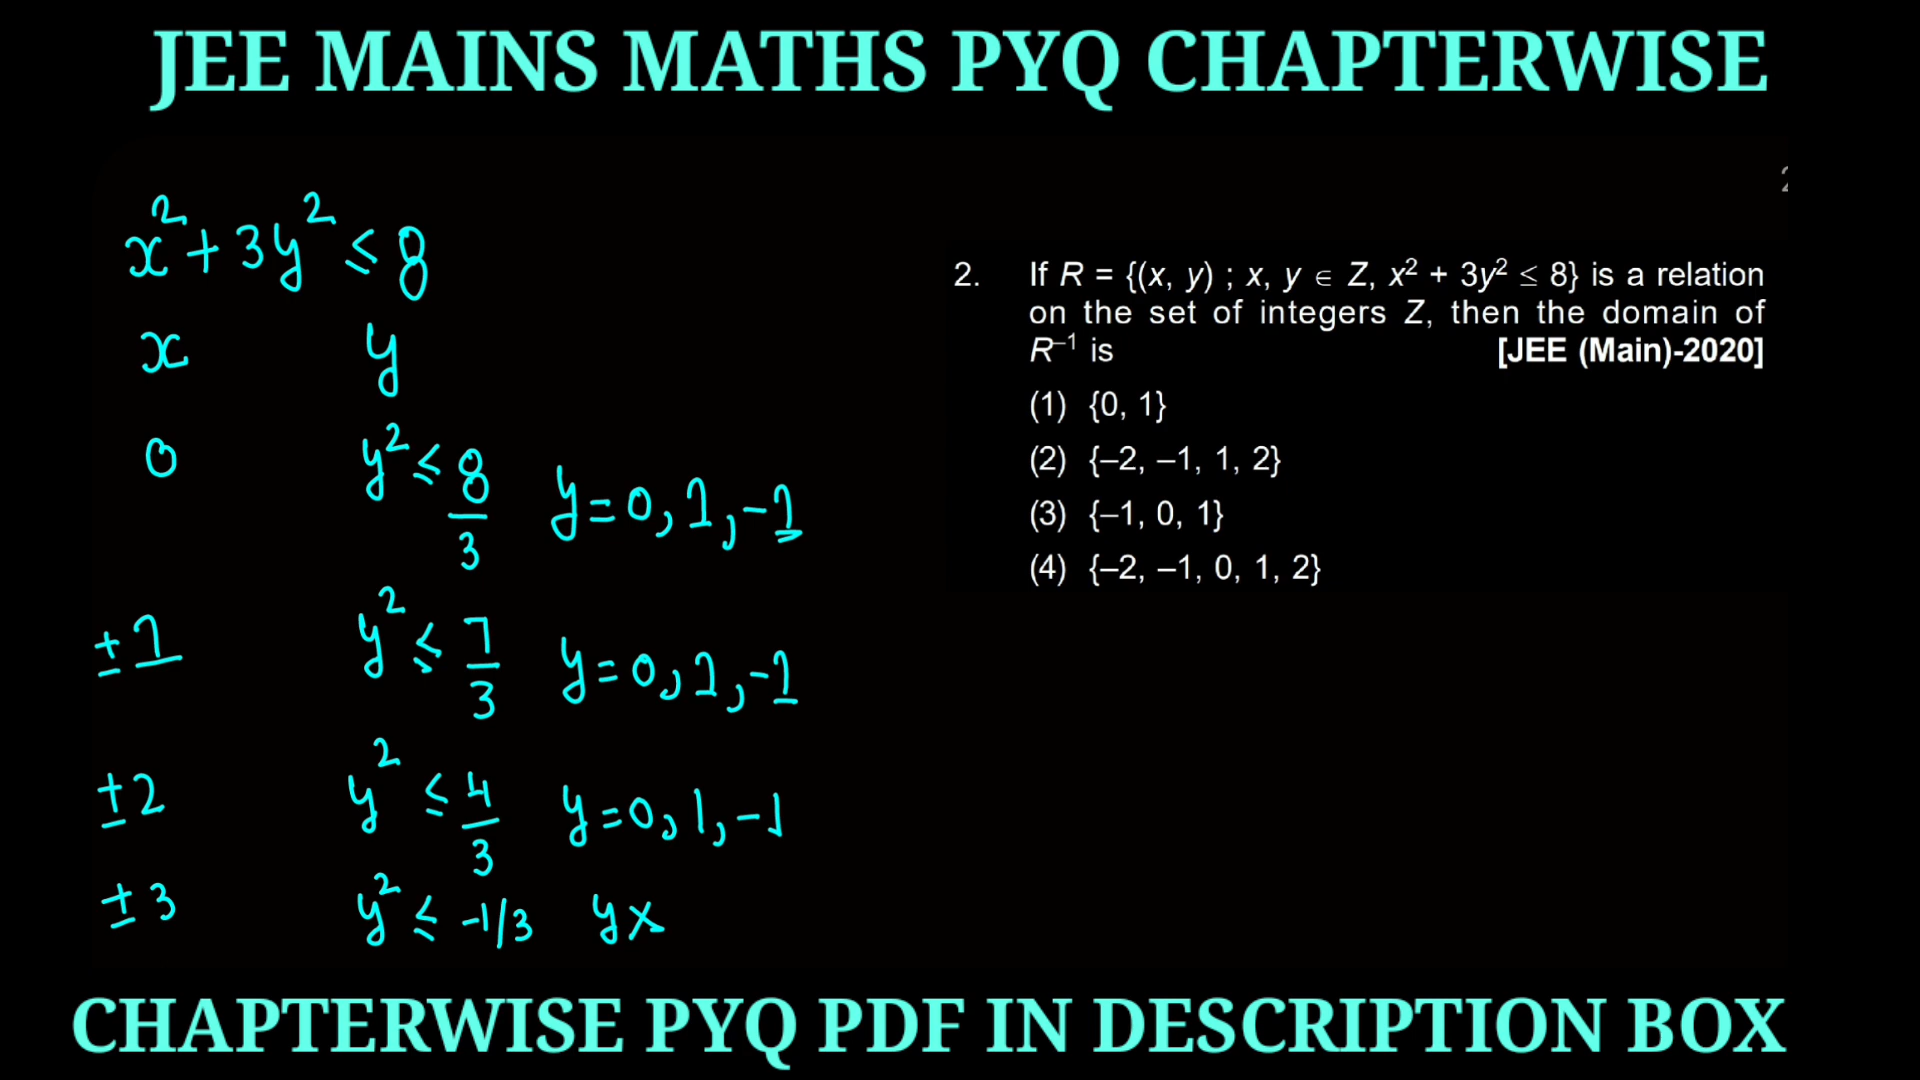 JEE MAINS MATHS PYQ CHAPTERWISE
x² + 3y² ≤ 8
x y
0 y² ≤ 8/3 y = 0, 1, -1
±1 y² ≤ 7/3 y = 0, 1, -1
±2 y² ≤ 4/3 y = 0, 1, -1
±3 y² ≤ -1/3 y x
2. If R = {(x, y) ; x, y ∈ Z, x² + 3y² ≤ 8} is a relation
on the set of integers Z, then the domain of
R⁻¹ is [JEE (Main)-2020]
(1) {0, 1}
(2) {–2, –1, 1, 2}
(3) {–1, 0, 1}
(4) {–2, –1, 0, 1, 2}
CHAPTERWISE PYQ PDF IN DESCRIPTION BOX